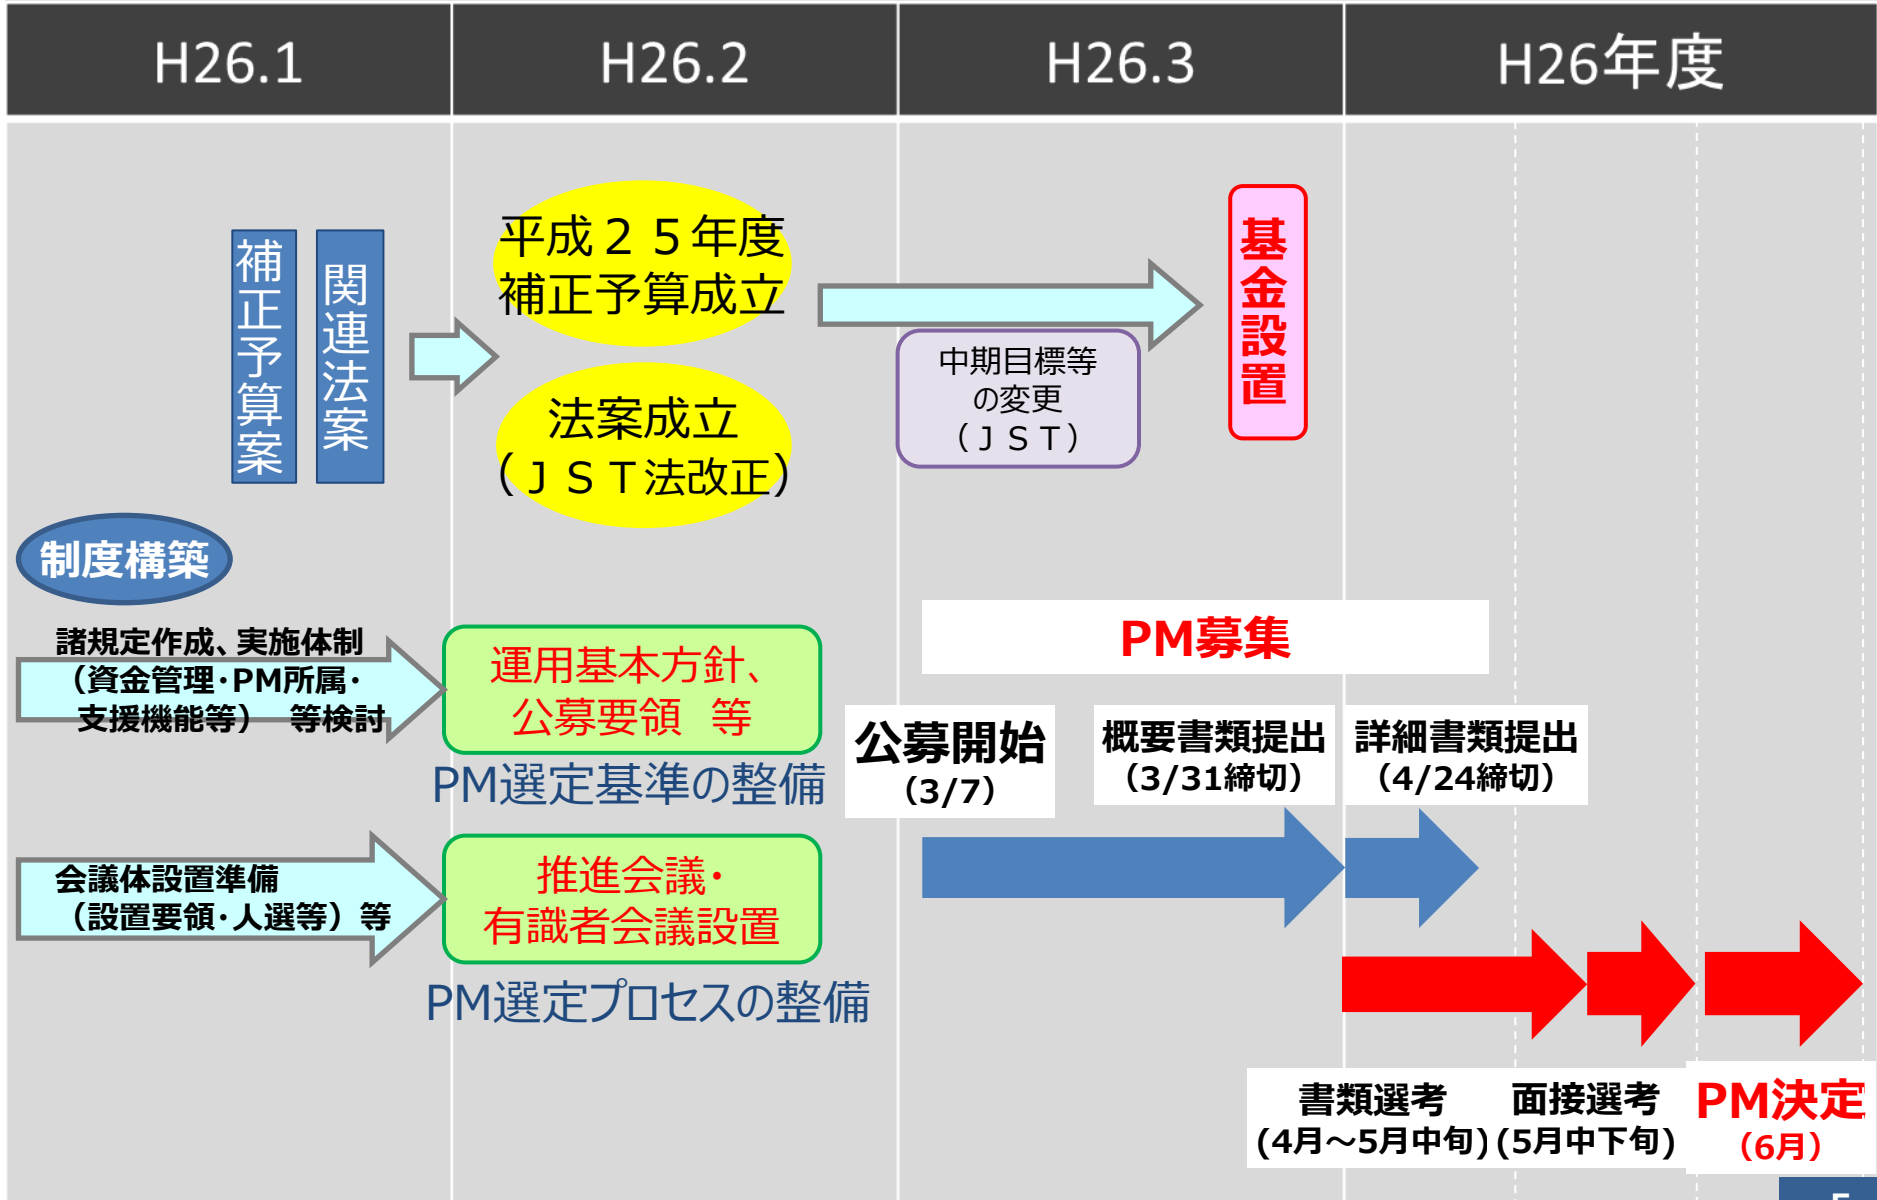 H26.1
H26.2
H26.3
H26年度
補正予算案
関連法案
平成２５年度
補正予算成立
法案成立
（ＪＳＴ法改正）
中期目標等
の変更
（ＪＳＴ）
基金設置
制度構築
諸規定作成、実施体制
（資金管理･PM所属･
支援機能等）　等検討
運用基本方針、
公募要領　等
PM選定基準の整備
会議体設置準備
（設置要領･人選等）等
推進会議･
有識者会議設置
PM選定プロセスの整備
PM募集
公募開始
（3/7）
概要書類提出
（3/31締切）
詳細書類提出
（4/24締切）
書類選考
(4月～5月中旬)
面接選考
(5月中下旬)
PM決定
（6月）